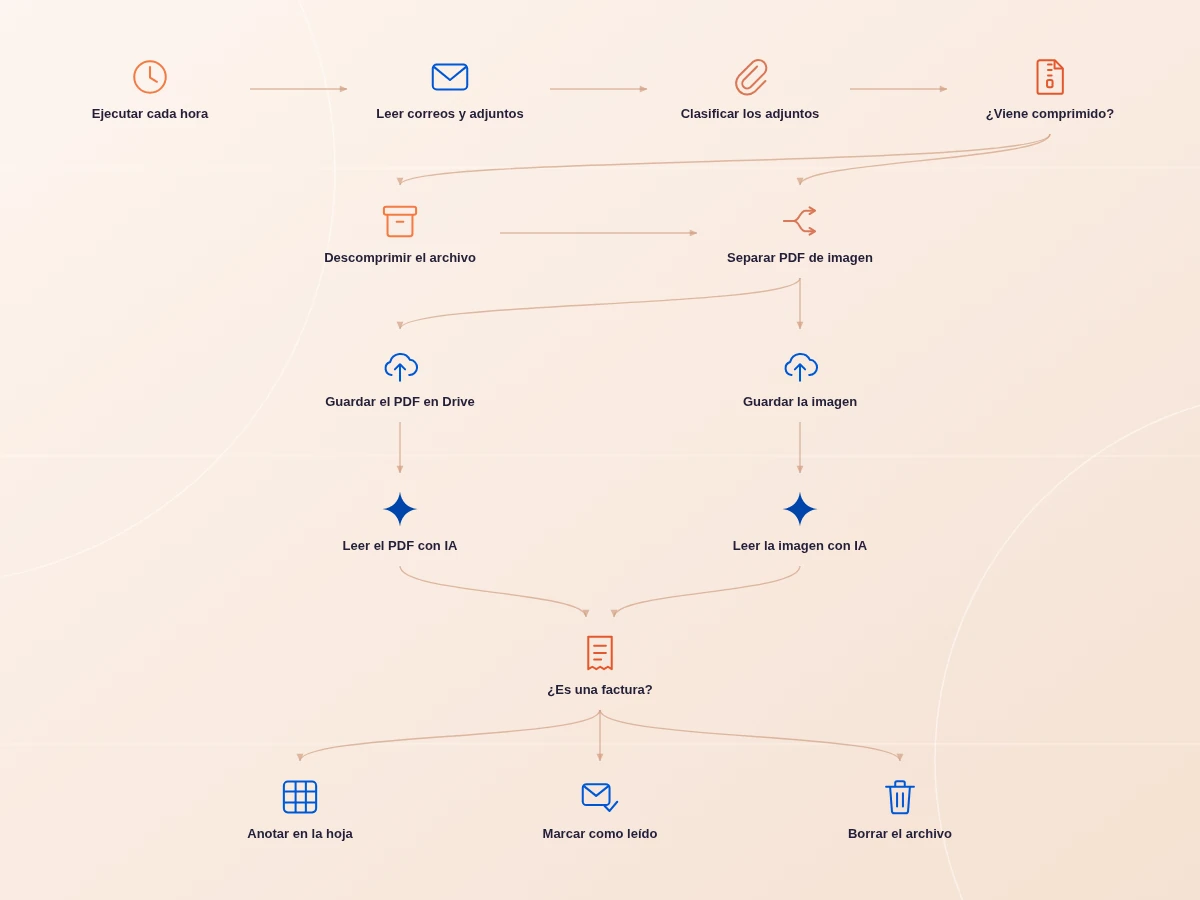 Ejecutar cada hora
Leer correos y adjuntos
Clasificar los adjuntos
¿Viene comprimido?
Descomprimir el archivo
Separar PDF de imagen
Guardar el PDF en Drive
Guardar la imagen
Leer el PDF con IA
Leer la imagen con IA
¿Es una factura?
Anotar en la hoja
Marcar como leído
Borrar el archivo